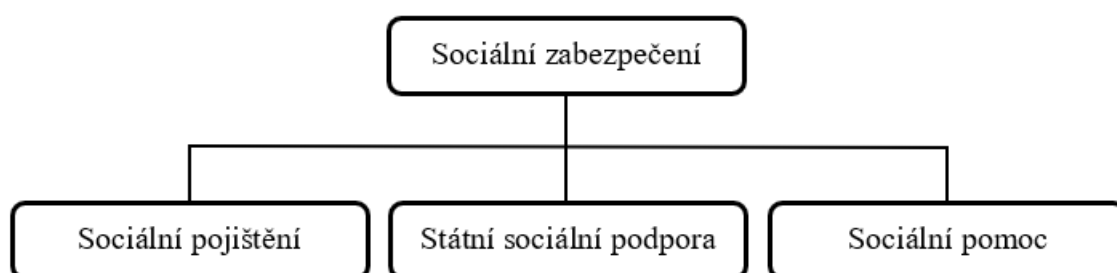 Sociální zabezpečení
Sociální pojištění
Státní sociální podpora
Sociální pomoc